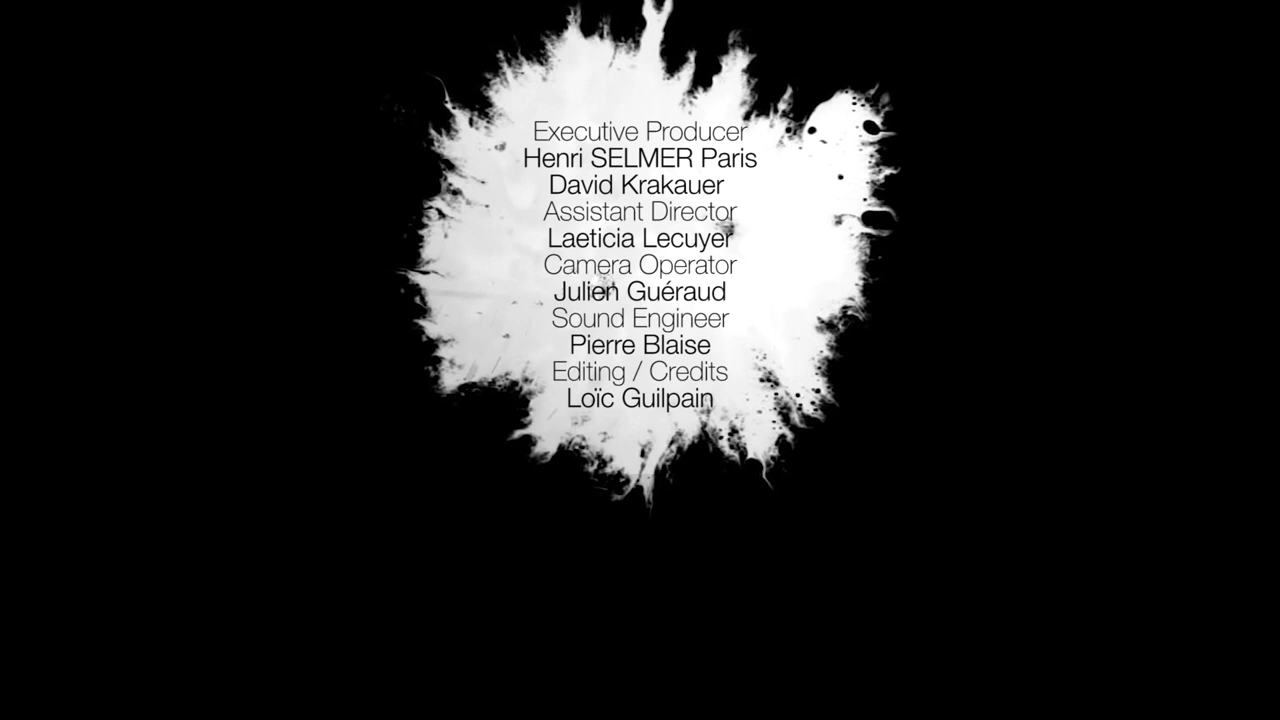 Executive Producer
Henri SELMER Paris
David Krakauer
Assistant Director
Laeticia Lecuyer
Camera Operator
Julien Guéraud
Sound Engineer
Pierre Blaise
Editing / Credits
Loïc Guilpain